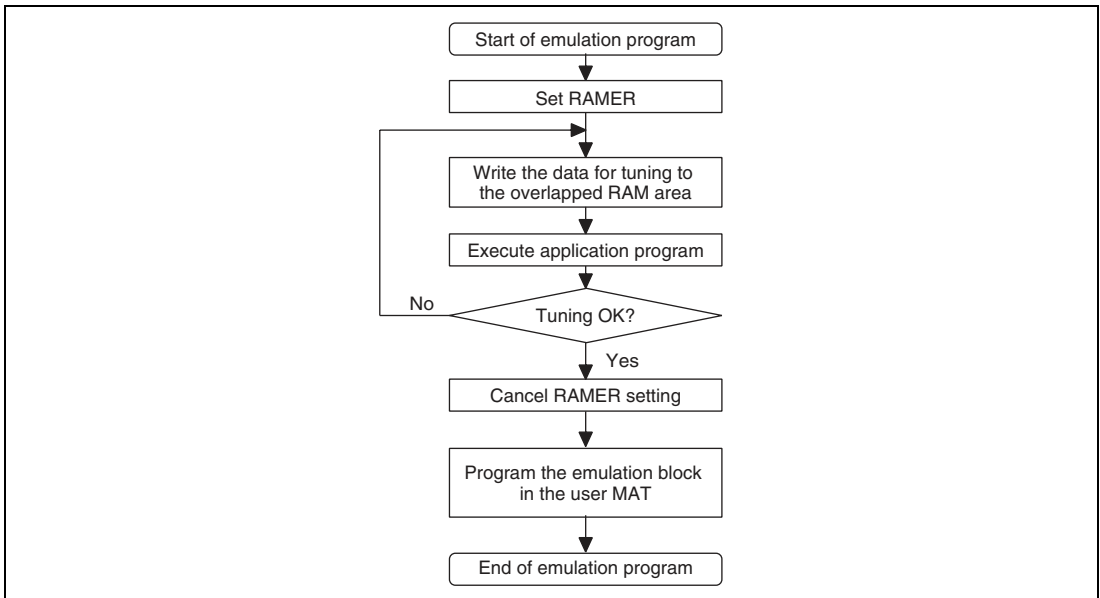 Start of emulation program
Set RAMER
Write the data for tuning to
the overlapped RAM area
Execute application program
No
Tuning OK?
Yes
Cancel RAMER setting
Program the emulation block
in the user MAT
End of emulation program